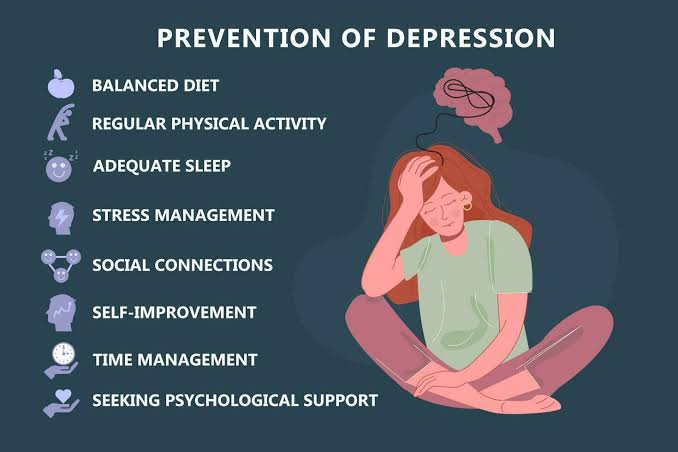 PREVENTION OF DEPRESSION
BALANCED DIET
REGULAR PHYSICAL ACTIVITY
ADEQUATE SLEEP
STRESS MANAGEMENT
SOCIAL CONNECTIONS
SELF-IMPROVEMENT
TIME MANAGEMENT
SEEKING PSYCHOLOGICAL SUPPORT